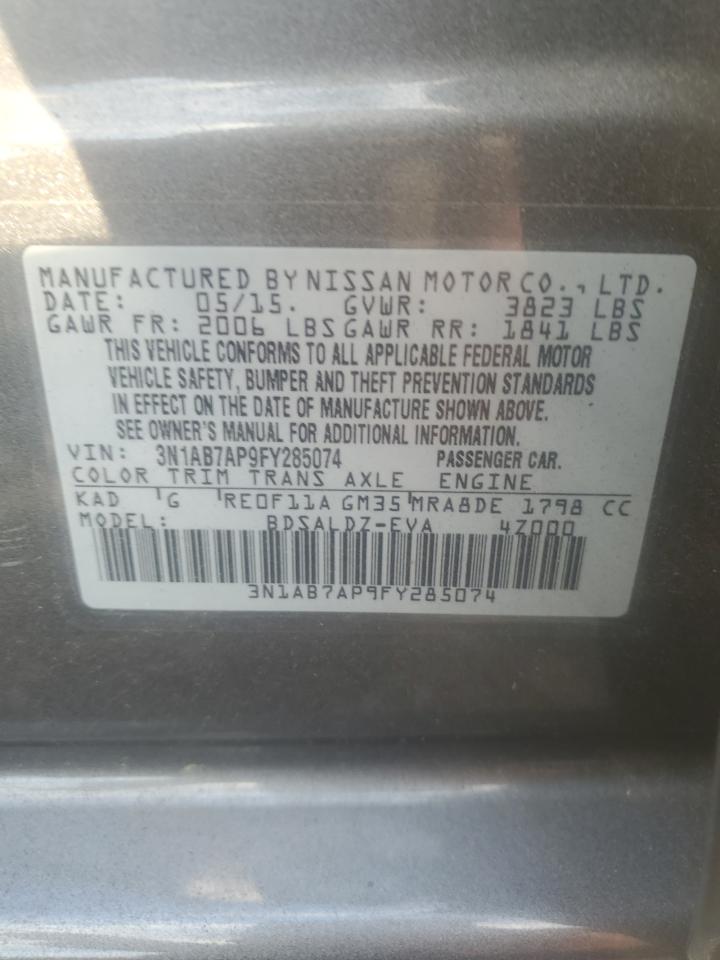 MANUFACTURED BY NISSAN MOTOR CO., LTD.
DATE: 05/15. GVWR: 3823 LBS
GAWR FR: 2006 LBS GAWR RR: 1841 LBS
THIS VEHICLE CONFORMS TO ALL APPLICABLE FEDERAL MOTOR
VEHICLE SAFETY, BUMPER AND THEFT PREVENTION STANDARDS
IN EFFECT ON THE DATE OF MANUFACTURE SHOWN ABOVE.
SEE OWNER'S MANUAL FOR ADDITIONAL INFORMATION.
VIN: 3N1AB7AP9FY285074 PASSENGER CAR.
COLOR TRIM TRANS AXLE ENGINE
KAD G RE0F11A GM35 MRA8DE 1798 CC
MODEL: BDSALDZ-EVA 4Z000
3N1AB7AP9FY285074